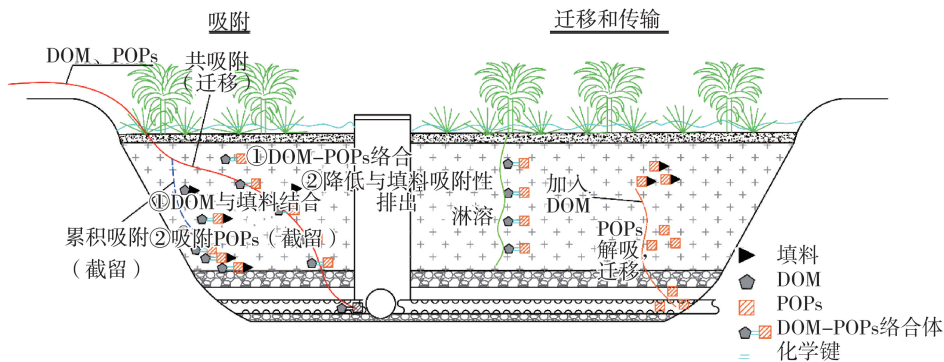 吸附
迁移和传输
DOM、POPs
共吸附
(迁移)
①DOM-POPs络合
②降低与填料吸附性
排出
①DOM与填料结合
累积吸附
②吸附POPs(截留)
(截留)
淋溶
加入
DOM
POPs
解吸,
迁移
填料
DOM
POPs
DOM-POPs络合体
化学键